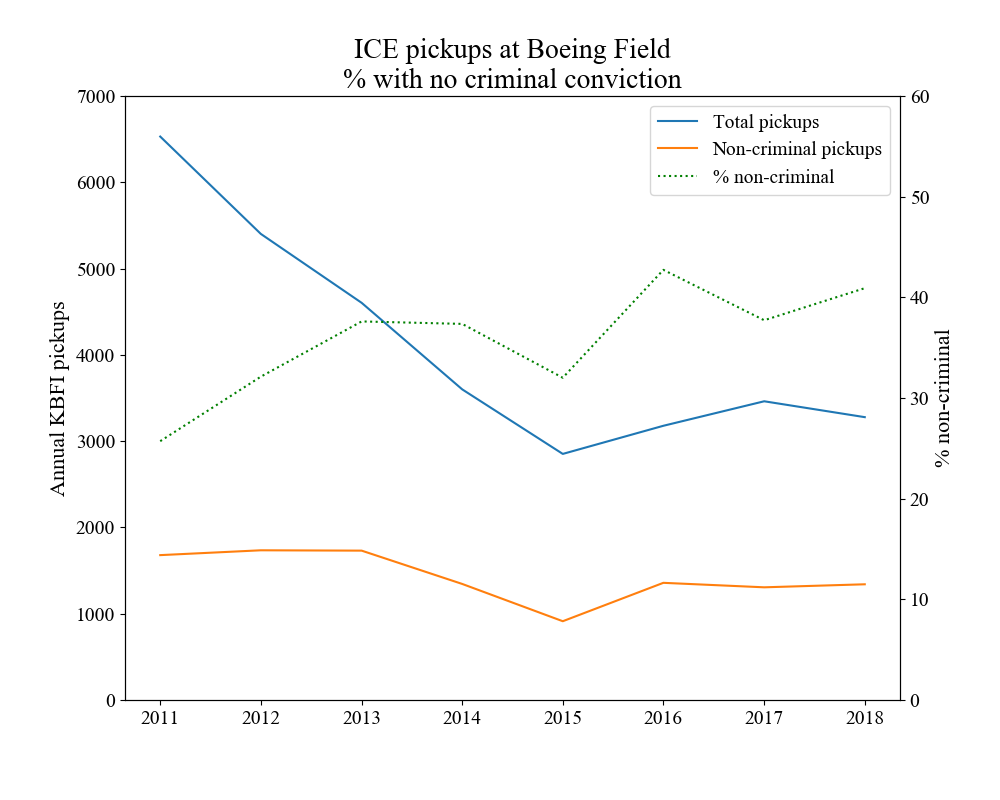 ICE pickups at Boeing Field
% with no criminal conviction
Total pickups
Non-criminal pickups
% non-criminal
Annual KBFI pickups
7000
6000
5000
4000
3000
2000
1000
0
60
50
40
30
20
10
0
% non-criminal
2011 2012 2013 2014 2015 2016 2017 2018